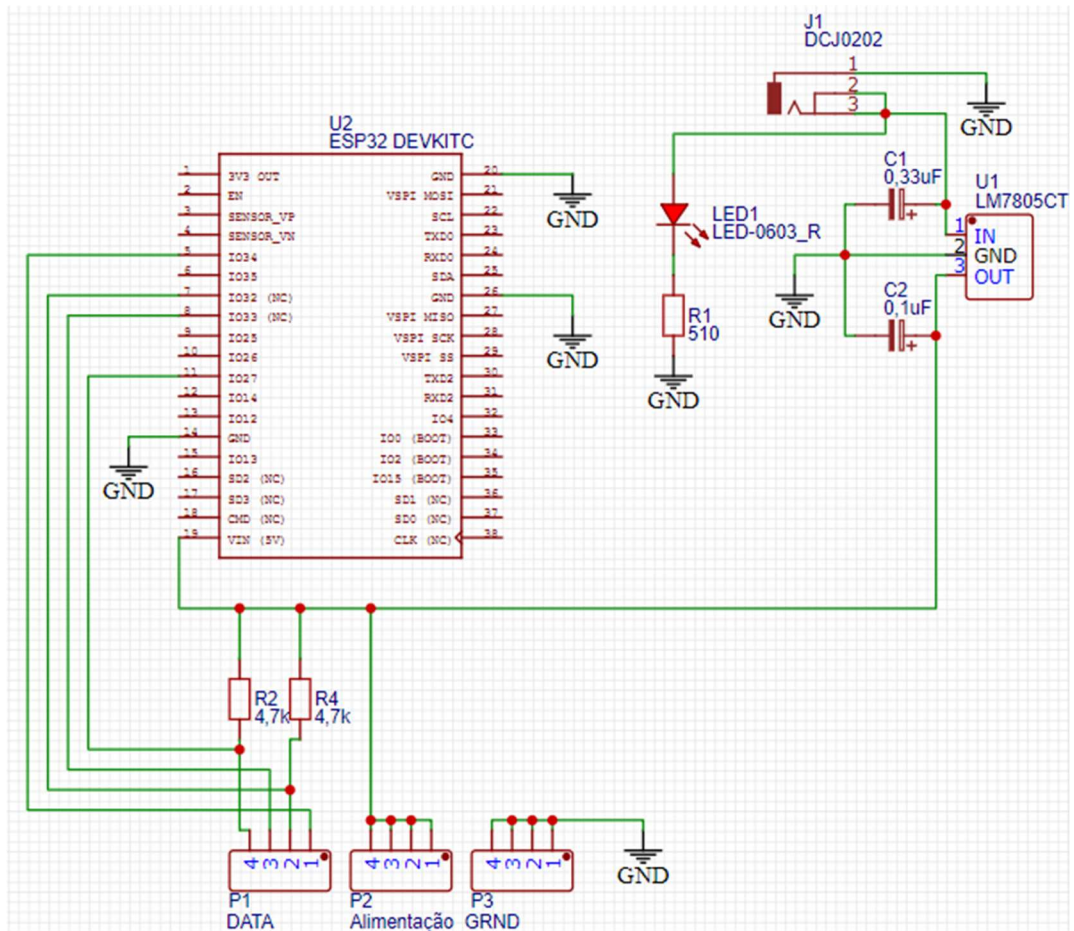 J1
DCJ0202
1
2
3
GND
U2
ESP32 DEVKITC
1 3V3 OUT
2 EN
3 SENSOR_VP
4 SENSOR_VN
5 IO34
6 IO35
7 IO32 (NC)
8 IO33 (NC)
9 IO25
10 IO26
11 IO27
12 IO14
13 IO12
14 GND
15 IO13
16 SD2 (NC)
17 SD3 (NC)
18 CMD (NC)
19 VIN (5V)
GND 20
VSPI MOSI 21
SCL 22
TXD0 23
RXD0 24
SDA 25
GND 26
VSPI MISO 27
VSPI SCK 28
VSPI SS 29
TXD2 30
RXD2 31
IO4 32
IO0 (BOOT) 33
IO2 (BOOT) 34
IO15 (BOOT) 35
SD1 (NC) 36
SD0 (NC) 37
CLK (NC) 38
GND
GND
GND
LED1
LED-0603_R
R1
510
GND
C1
0,33uF
+
U1
LM7805CT
1 IN
2 GND
3 OUT
GND
C2
0,1uF
+
R2
4,7k
R4
4,7k
4 3 2 1
P1
DATA
4 3 2 1
P2
Alimentação
4 3 2 1
P3
GRND
GND